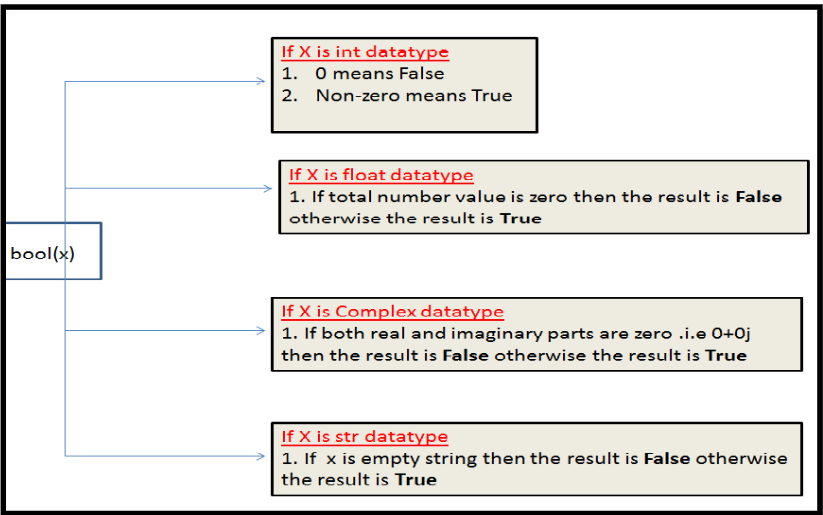 If X is int datatype
1. 0 means False
2. Non-zero means True
If X is float datatype
1. If total number value is zero then the result is False
otherwise the result is True
bool(x)
If X is Complex datatype
1. If both real and imaginary parts are zero .i.e 0+0j
then the result is False otherwise the result is True
If X is str datatype
1. If x is empty string then the result is False otherwise
the result is True